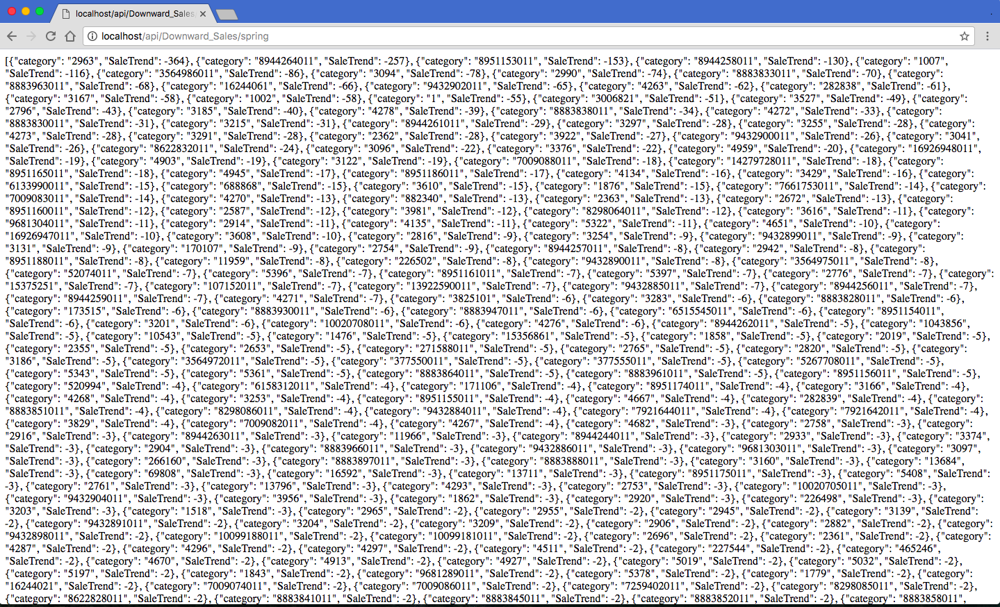 localhost/api/Downward_Sales
localhost/api/Downward_Sales/spring
[{"category": "2963", "SaleTrend": -364}, {"category": "8944264011", "SaleTrend": -257}, {"category": "8951153011", "SaleTrend": -153}, {"category": "8944258011", "SaleTrend": -130}, {"category": "1007",
"SaleTrend": -116}, {"category": "3564986011", "SaleTrend": -86}, {"category": "3094", "SaleTrend": -78}, {"category": "2990", "SaleTrend": -74}, {"category": "8883833011", "SaleTrend": -70}, {"category":
"8883963011", "SaleTrend": -68}, {"category": "16244061", "SaleTrend": -66}, {"category": "9432902011", "SaleTrend": -65}, {"category": "4263", "SaleTrend": -62}, {"category": "282838", "SaleTrend": -61},
{"category": "3167", "SaleTrend": -58}, {"category": "1002", "SaleTrend": -58}, {"category": "1", "SaleTrend": -55}, {"category": "3006821", "SaleTrend": -51}, {"category": "3527", "SaleTrend": -49}, {"category":
"2796", "SaleTrend": -43}, {"category": "3185", "SaleTrend": -40}, {"category": "4278", "SaleTrend": -39}, {"category": "8883838011", "SaleTrend": -34}, {"category": "4272", "SaleTrend": -33}, {"category":
"8883830011", "SaleTrend": -31}, {"category": "3215", "SaleTrend": -31}, {"category": "8944261011", "SaleTrend": -29}, {"category": "3297", "SaleTrend": -28}, {"category": "3255", "SaleTrend": -28}, {"category":
"4273", "SaleTrend": -28}, {"category": "3291", "SaleTrend": -28}, {"category": "2362", "SaleTrend": -28}, {"category": "3922", "SaleTrend": -27}, {"category": "9432900011", "SaleTrend": -26}, {"category": "3041",
"SaleTrend": -26}, {"category": "8622832011", "SaleTrend": -24}, {"category": "3096", "SaleTrend": -22}, {"category": "3376", "SaleTrend": -22}, {"category": "4959", "SaleTrend": -20}, {"category": "16926948011",
"SaleTrend": -19}, {"category": "4903", "SaleTrend": -19}, {"category": "3122", "SaleTrend": -19}, {"category": "7009088011", "SaleTrend": -18}, {"category": "14279728011", "SaleTrend": -18}, {"category":
"8951165011", "SaleTrend": -18}, {"category": "4945", "SaleTrend": -17}, {"category": "8951186011", "SaleTrend": -17}, {"category": "4134", "SaleTrend": -16}, {"category": "3429", "SaleTrend": -16}, {"category":
"6133990011", "SaleTrend": -15}, {"category": "688868", "SaleTrend": -15}, {"category": "3610", "SaleTrend": -15}, {"category": "1876", "SaleTrend": -15}, {"category": "7661753011", "SaleTrend": -14}, {"category":
"7009083011", "SaleTrend": -14}, {"category": "4270", "SaleTrend": -13}, {"category": "882340", "SaleTrend": -13}, {"category": "2363", "SaleTrend": -13}, {"category": "2672", "SaleTrend": -13}, {"category":
"8951160011", "SaleTrend": -12}, {"category": "2587", "SaleTrend": -12}, {"category": "3981", "SaleTrend": -12}, {"category": "8298064011", "SaleTrend": -12}, {"category": "3616", "SaleTrend": -11}, {"category":
"9681304011", "SaleTrend": -11}, {"category": "2914", "SaleTrend": -11}, {"category": "4135", "SaleTrend": -11}, {"category": "5322", "SaleTrend": -11}, {"category": "4651", "SaleTrend": -10}, {"category":
"16926947011", "SaleTrend": -10}, {"category": "3608", "SaleTrend": -10}, {"category": "2816", "SaleTrend": -9}, {"category": "3254", "SaleTrend": -9}, {"category": "9432899011", "SaleTrend": -9}, {"category":
"3131", "SaleTrend": -9}, {"category": "170107", "SaleTrend": -9}, {"category": "2754", "SaleTrend": -9}, {"category": "8944257011", "SaleTrend": -8}, {"category": "2942", "SaleTrend": -8}, {"category":
"8951188011", "SaleTrend": -8}, {"category": "11959", "SaleTrend": -8}, {"category": "226502", "SaleTrend": -8}, {"category": "9432890011", "SaleTrend": -8}, {"category": "3564975011", "SaleTrend": -8},
{"category": "52074011", "SaleTrend": -7}, {"category": "5396", "SaleTrend": -7}, {"category": "8951161011", "SaleTrend": -7}, {"category": "5397", "SaleTrend": -7}, {"category": "2776", "SaleTrend": -7}, {"category":
"15375251", "SaleTrend": -7}, {"category": "107152011", "SaleTrend": -7}, {"category": "13922590011", "SaleTrend": -7}, {"category": "9432885011", "SaleTrend": -7}, {"category": "8944256011", "SaleTrend": -7},
{"category": "8944259011", "SaleTrend": -7}, {"category": "4271", "SaleTrend": -7}, {"category": "3825101", "SaleTrend": -6}, {"category": "3283", "SaleTrend": -6}, {"category": "8883828011", "SaleTrend": -6},
{"category": "173515", "SaleTrend": -6}, {"category": "8883930011", "SaleTrend": -6}, {"category": "8883947011", "SaleTrend": -6}, {"category": "6515545011", "SaleTrend": -6}, {"category": "8951154011",
"SaleTrend": -6}, {"category": "3201", "SaleTrend": -6}, {"category": "10020708011", "SaleTrend": -6}, {"category": "4276", "SaleTrend": -6}, {"category": "8944262011", "SaleTrend": -5}, {"category": "1043856",
"SaleTrend": -5}, {"category": "10543", "SaleTrend": -5}, {"category": "1476", "SaleTrend": -5}, {"category": "15356861", "SaleTrend": -5}, {"category": "1858", "SaleTrend": -5}, {"category": "2019", "SaleTrend": -5},
{"category": "2355", "SaleTrend": -5}, {"category": "2653", "SaleTrend": -5}, {"category": "271588011", "SaleTrend": -5}, {"category": "2765", "SaleTrend": -5}, {"category": "2820", "SaleTrend": -5}, {"category":
"3186", "SaleTrend": -5}, {"category": "3564972011", "SaleTrend": -5}, {"category": "377550011", "SaleTrend": -5}, {"category": "377555011", "SaleTrend": -5}, {"category": "5267708011", "SaleTrend": -5},
{"category": "5343", "SaleTrend": -5}, {"category": "5361", "SaleTrend": -5}, {"category": "8883864011", "SaleTrend": -5}, {"category": "8883961011", "SaleTrend": -5}, {"category": "8951156011", "SaleTrend": -5},
{"category": "520994", "SaleTrend": -4}, {"category": "6158312011", "SaleTrend": -4}, {"category": "171106", "SaleTrend": -4}, {"category": "8951174011", "SaleTrend": -4}, {"category": "3166", "SaleTrend": -4},
{"category": "4268", "SaleTrend": -4}, {"category": "3253", "SaleTrend": -4}, {"category": "8951155011", "SaleTrend": -4}, {"category": "4667", "SaleTrend": -4}, {"category": "282839", "SaleTrend": -4}, {"category":
"8883851011", "SaleTrend": -4}, {"category": "8298086011", "SaleTrend": -4}, {"category": "9432884011", "SaleTrend": -4}, {"category": "7921644011", "SaleTrend": -4}, {"category": "7921642011", "SaleTrend": -4},
{"category": "3829", "SaleTrend": -4}, {"category": "7009082011", "SaleTrend": -4}, {"category": "4267", "SaleTrend": -4}, {"category": "4682", "SaleTrend": -3}, {"category": "2758", "SaleTrend": -3}, {"category":
"2916", "SaleTrend": -3}, {"category": "8944263011", "SaleTrend": -3}, {"category": "11966", "SaleTrend": -3}, {"category": "8944244011", "SaleTrend": -3}, {"category": "2933", "SaleTrend": -3}, {"category": "3374",
"SaleTrend": -3}, {"category": "2904", "SaleTrend": -3}, {"category": "8883966011", "SaleTrend": -3}, {"category": "9432886011", "SaleTrend": -3}, {"category": "9681303011", "SaleTrend": -3}, {"category": "3097",
"SaleTrend": -3}, {"category": "266160", "SaleTrend": -3}, {"category": "8883897011", "SaleTrend": -3}, {"category": "8883888011", "SaleTrend": -3}, {"category": "3160", "SaleTrend": -3}, {"category": "13684",
"SaleTrend": -3}, {"category": "69808", "SaleTrend": -3}, {"category": "16592", "SaleTrend": -3}, {"category": "13711", "SaleTrend": -3}, {"category": "8951175011", "SaleTrend": -3}, {"category": "5408", "SaleTrend":
-3}, {"category": "2761", "SaleTrend": -3}, {"category": "13796", "SaleTrend": -3}, {"category": "4293", "SaleTrend": -3}, {"category": "2753", "SaleTrend": -3}, {"category": "10020705011", "SaleTrend": -3},
{"category": "9432904011", "SaleTrend": -3}, {"category": "3956", "SaleTrend": -3}, {"category": "1862", "SaleTrend": -3}, {"category": "2920", "SaleTrend": -3}, {"category": "226498", "SaleTrend": -3}, {"category":
"3203", "SaleTrend": -3}, {"category": "1518", "SaleTrend": -3}, {"category": "2965", "SaleTrend": -2}, {"category": "2955", "SaleTrend": -2}, {"category": "2945", "SaleTrend": -2}, {"category": "3139", "SaleTrend":
-2}, {"category": "9432891011", "SaleTrend": -2}, {"category": "3204", "SaleTrend": -2}, {"category": "3209", "SaleTrend": -2}, {"category": "2906", "SaleTrend": -2}, {"category": "2882", "SaleTrend": -2}, {"category":
"9432898011", "SaleTrend": -2}, {"category": "10099188011", "SaleTrend": -2}, {"category": "10099181011", "SaleTrend": -2}, {"category": "2696", "SaleTrend": -2}, {"category": "2361", "SaleTrend": -2}, {"category":
"4287", "SaleTrend": -2}, {"category": "4296", "SaleTrend": -2}, {"category": "4297", "SaleTrend": -2}, {"category": "4511", "SaleTrend": -2}, {"category": "227544", "SaleTrend": -2}, {"category": "465246",
"SaleTrend": -2}, {"category": "4670", "SaleTrend": -2}, {"category": "4913", "SaleTrend": -2}, {"category": "4927", "SaleTrend": -2}, {"category": "5019", "SaleTrend": -2}, {"category": "5032", "SaleTrend": -2},
{"category": "5197", "SaleTrend": -2}, {"category": "1843", "SaleTrend": -2}, {"category": "9681289011", "SaleTrend": -2}, {"category": "5378", "SaleTrend": -2}, {"category": "1779", "SaleTrend": -2}, {"category":
"16244021", "SaleTrend": -2}, {"category": "7009074011", "SaleTrend": -2}, {"category": "7009086011", "SaleTrend": -2}, {"category": "7259402011", "SaleTrend": -2}, {"category": "8298085011", "SaleTrend": -2},
{"category": "8622828011", "SaleTrend": -2}, {"category": "8883841011", "SaleTrend": -2}, {"category": "8883845011", "SaleTrend": -2}, {"category": "8883852011", "SaleTrend": -2}, {"category": "8883858011",